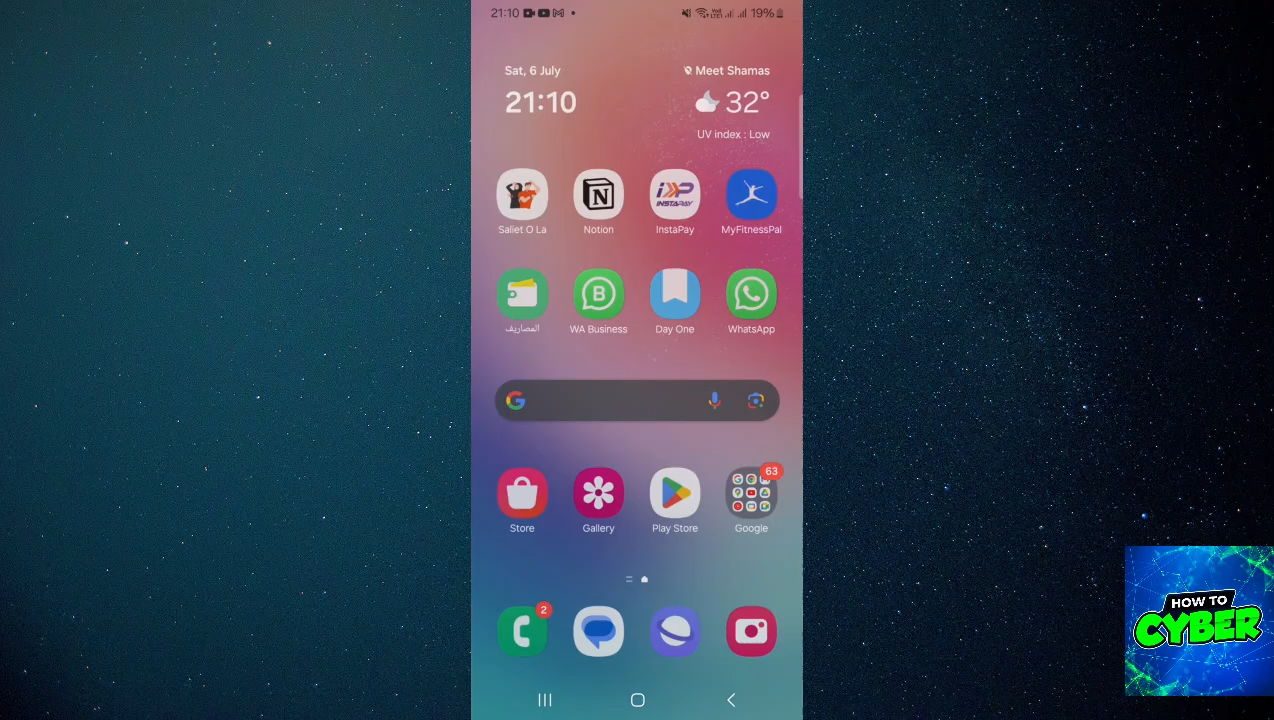 21:10
19%
Sat, 6 July
Meet Shamas
21:10
32°
UV index : Low
INSTAPAY
Saliet O La
Notion
InstaPay
MyFitnessPal
المصاريف
WA Business
Day One
WhatsApp
63
Store
Gallery
Play Store
Google
2
HOW TO
CYBER